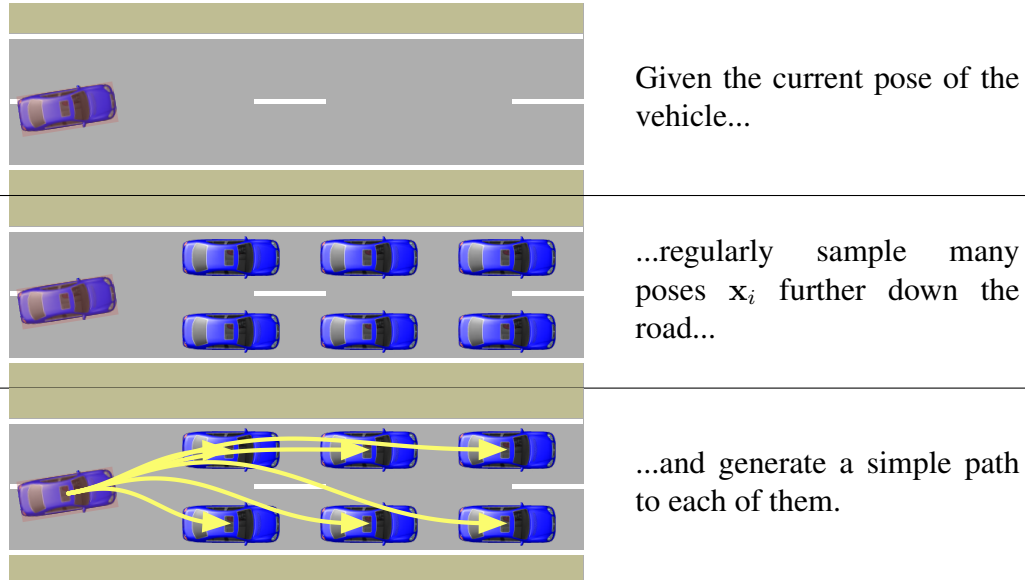 Given the current pose of the
vehicle...
...regularly sample many
poses xᵢ further down the
road...
...and generate a simple path
to each of them.